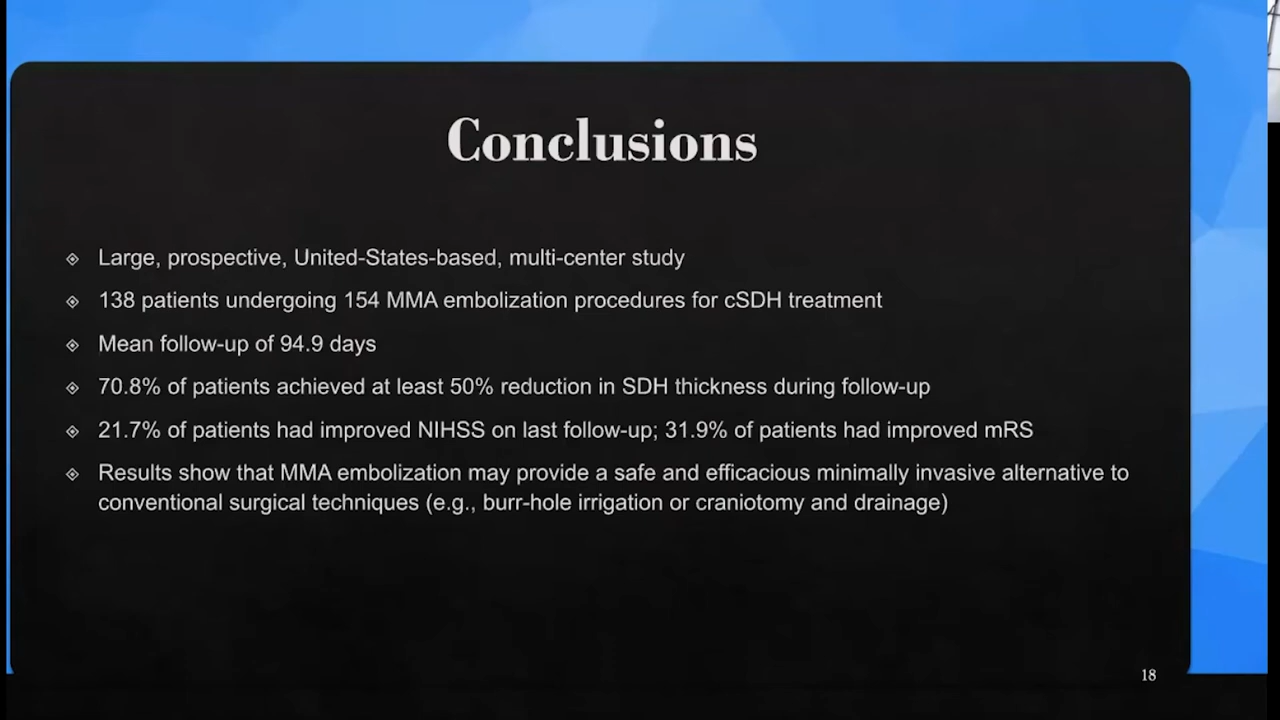 Conclusions
Large, prospective, United-States-based, multi-center study
138 patients undergoing 154 MMA embolization procedures for cSDH treatment
Mean follow-up of 94.9 days
70.8% of patients achieved at least 50% reduction in SDH thickness during follow-up
21.7% of patients had improved NIHSS on last follow-up; 31.9% of patients had improved mRS
Results show that MMA embolization may provide a safe and efficacious minimally invasive alternative to
conventional surgical techniques (e.g., burr-hole irrigation or craniotomy and drainage)
18